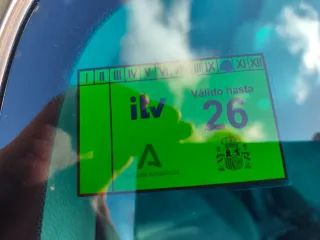 I II III IV V VI VII VIII IX X XI XII
itv
Válido hasta
26